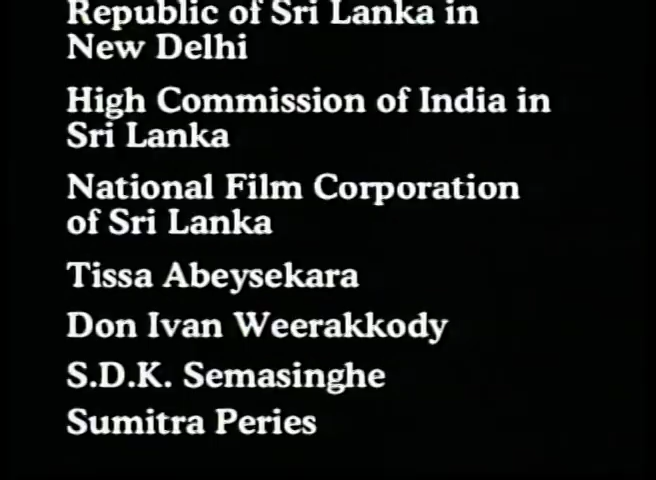 Republic of Sri Lanka in
New Delhi
High Commission of India in
Sri Lanka
National Film Corporation
of Sri Lanka
Tissa Abeysekara
Don Ivan Weerakkody
S.D.K. Semasinghe
Sumitra Peries